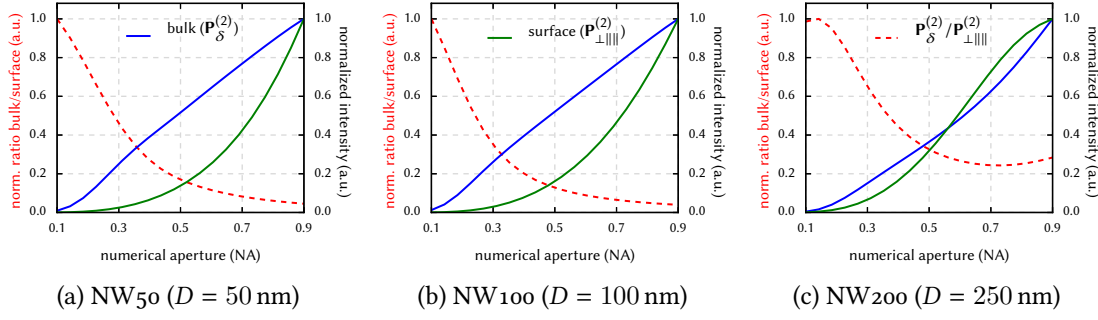 norm. ratio bulk/surface (a.u.)
1.0
0.8
0.6
0.4
0.2
0.0
bulk (P_δ^(2))
1.0
0.8
0.6
0.4
0.2
0.0
normalized intensity (a.u.)
0.1 0.3 0.5 0.7 0.9
numerical aperture (NA)
(a) NW50 (D = 50 nm)
norm. ratio bulk/surface (a.u.)
1.0
0.8
0.6
0.4
0.2
0.0
surface (P_⊥∥∥^(2))
1.0
0.8
0.6
0.4
0.2
0.0
normalized intensity (a.u.)
0.1 0.3 0.5 0.7 0.9
numerical aperture (NA)
(b) NW100 (D = 100 nm)
norm. ratio bulk/surface (a.u.)
1.0
0.8
0.6
0.4
0.2
0.0
P_δ^(2)/P_⊥∥∥^(2)
1.0
0.8
0.6
0.4
0.2
0.0
normalized intensity (a.u.)
0.1 0.3 0.5 0.7 0.9
numerical aperture (NA)
(c) NW200 (D = 250 nm)